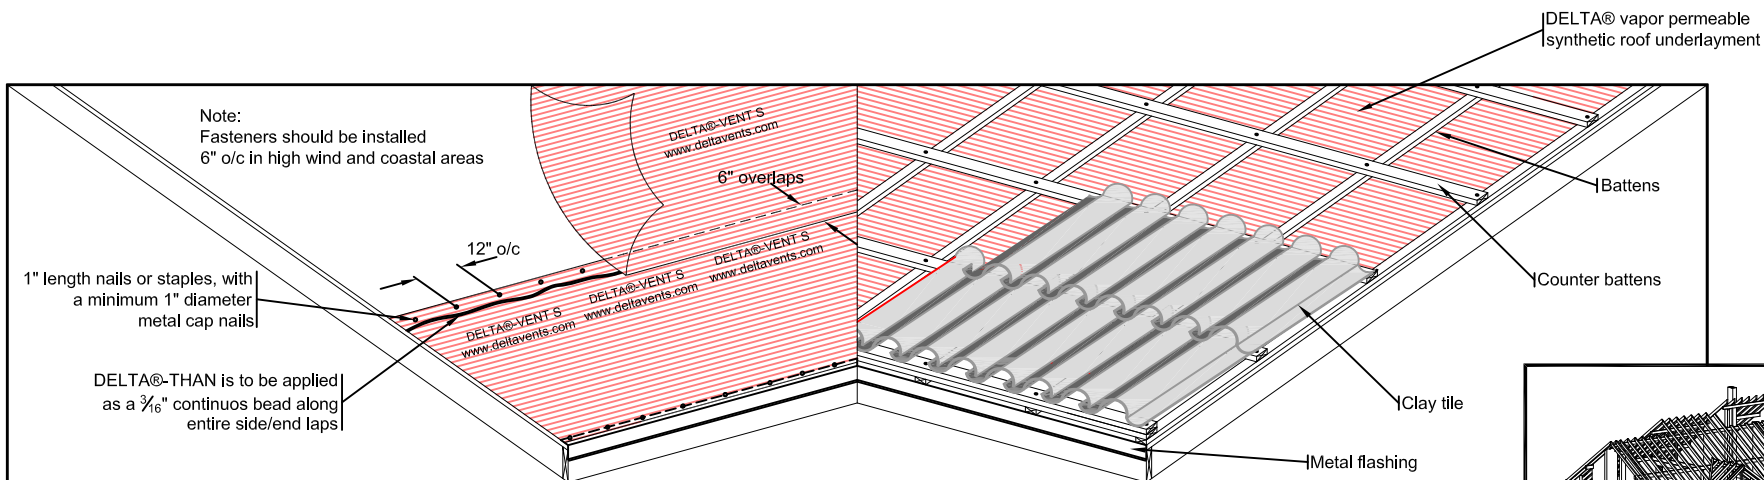 DELTA® vapor permeable
synthetic roof underlayment
Note:
Fasteners should be installed
6" o/c in high wind and coastal areas
DELTA®-VENT S
www.deltavents.com
6" overlaps
Battens
12" o/c
DELTA®-VENT S
www.deltavents.com
DELTA®-VENT S
www.deltavents.com
DELTA®-VENT S
www.deltavents.com
1" length nails or staples, with
a minimum 1" diameter
metal cap nails
Counter battens
DELTA®-THAN is to be applied
as a 3/16" continuos bead along
entire side/end laps
Clay tile
Metal flashing